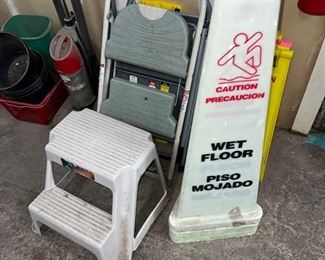 CAUTION
PRECAUCION
WET
FLOOR
PISO
MOJADO